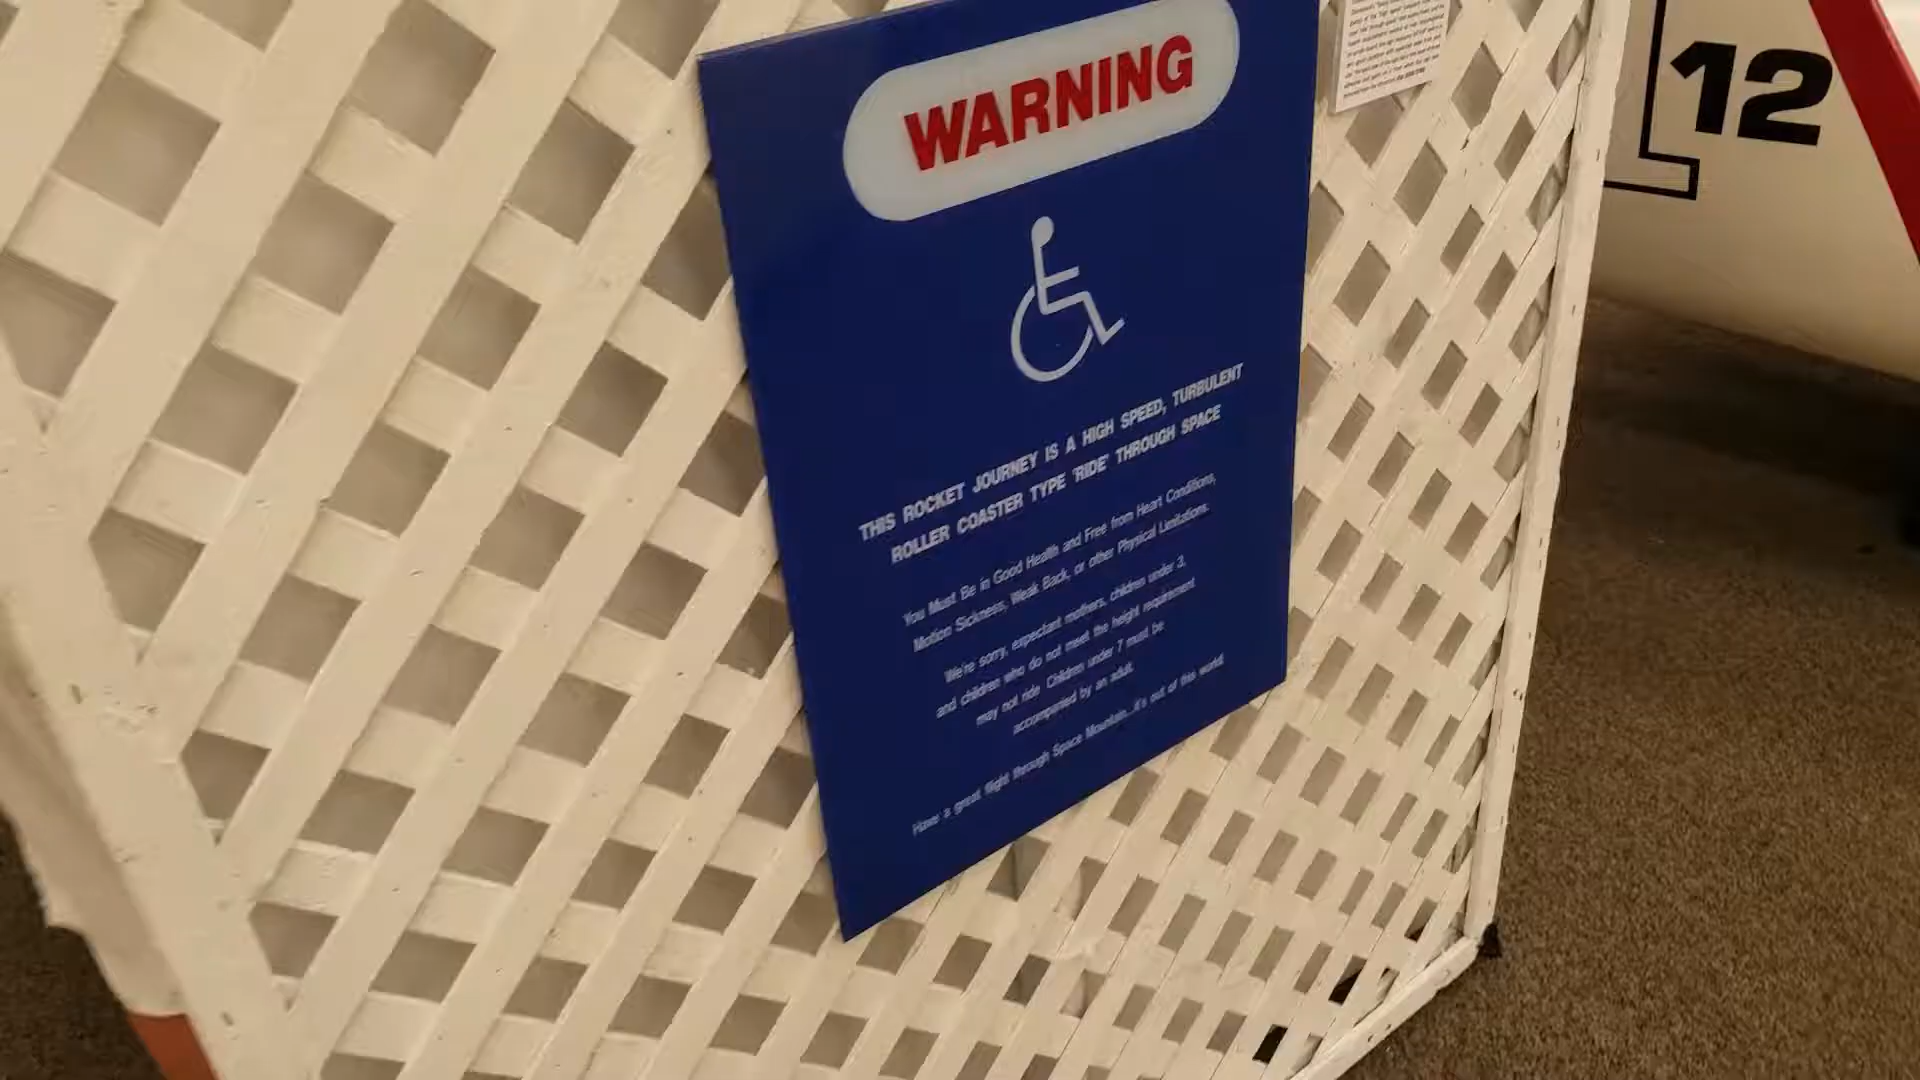 WARNING
THIS ROCKET JOURNEY IS A HIGH SPEED, TURBULENT
ROLLER COASTER TYPE 'RIDE' THROUGH SPACE
You Must Be in Good Health and Free from Heart Conditions,
Motion Sickness, Weak Back, or other Physical Limitations.
We're sorry, expectant mothers, children under 3,
and children who do not meet the height requirement
may not ride. Children under 7 must be
accompanied by an adult.
Have a great flight through Space Mountain...it's out of this world
12